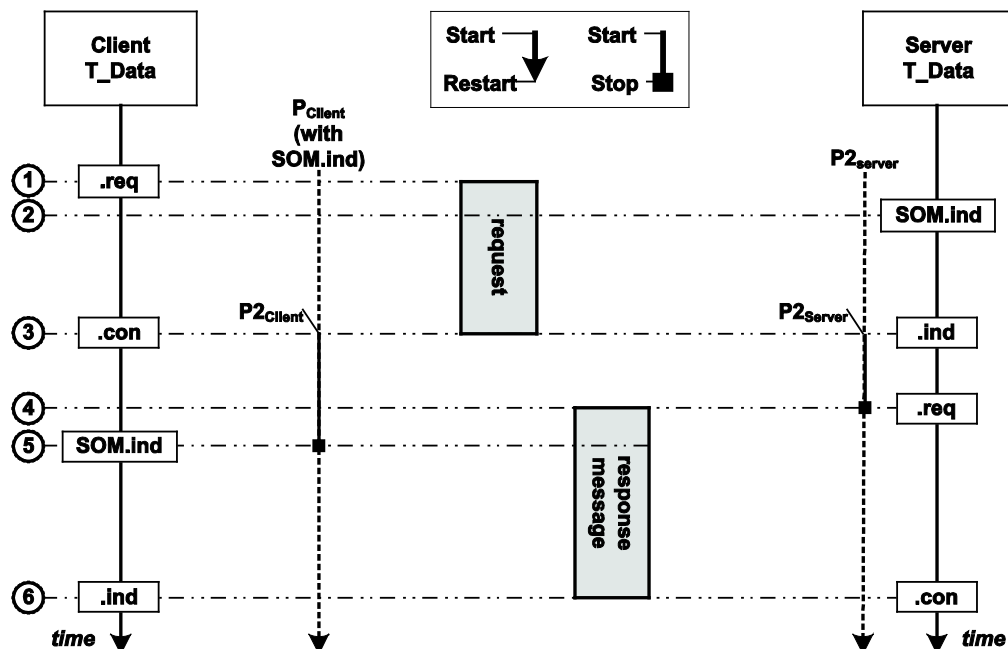 Client
T_Data
Start
Restart
Start
Stop
Server
T_Data
PClient
(with
SOM.ind)
P2server
1
.req
2
SOM.ind
request
P2Client
P2Server
3
.con
.ind
4
.req
5
SOM.ind
response
message
6
.ind
.con
time
time